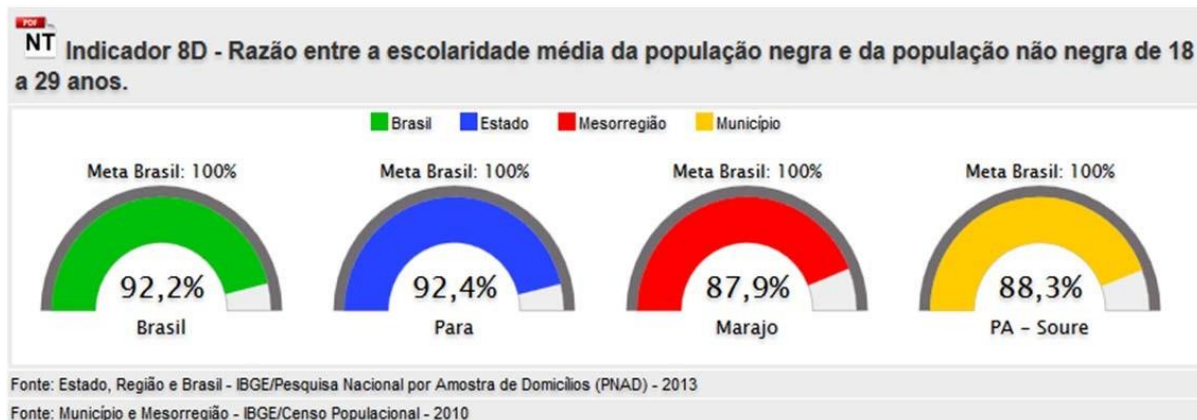 PDF
NT Indicador 8D - Razão entre a escolaridade média da população negra e da população não negra de 18
a 29 anos.
Brasil Estado Mesorregião Município
Meta Brasil: 100% Meta Brasil: 100% Meta Brasil: 100% Meta Brasil: 100%
92,2% 92,4% 87,9% 88,3%
Brasil Para Marajo PA - Soure
Fonte: Estado, Região e Brasil - IBGE/Pesquisa Nacional por Amostra de Domicílios (PNAD) - 2013
Fonte: Município e Mesorregião - IBGE/Censo Populacional - 2010